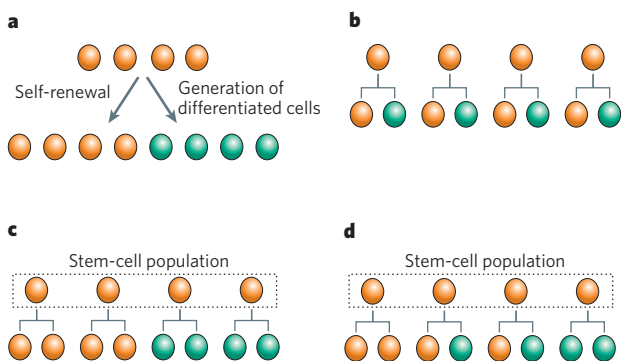 a
Self-renewal
Generation of
differentiated cells
b
c
Stem-cell population
d
Stem-cell population